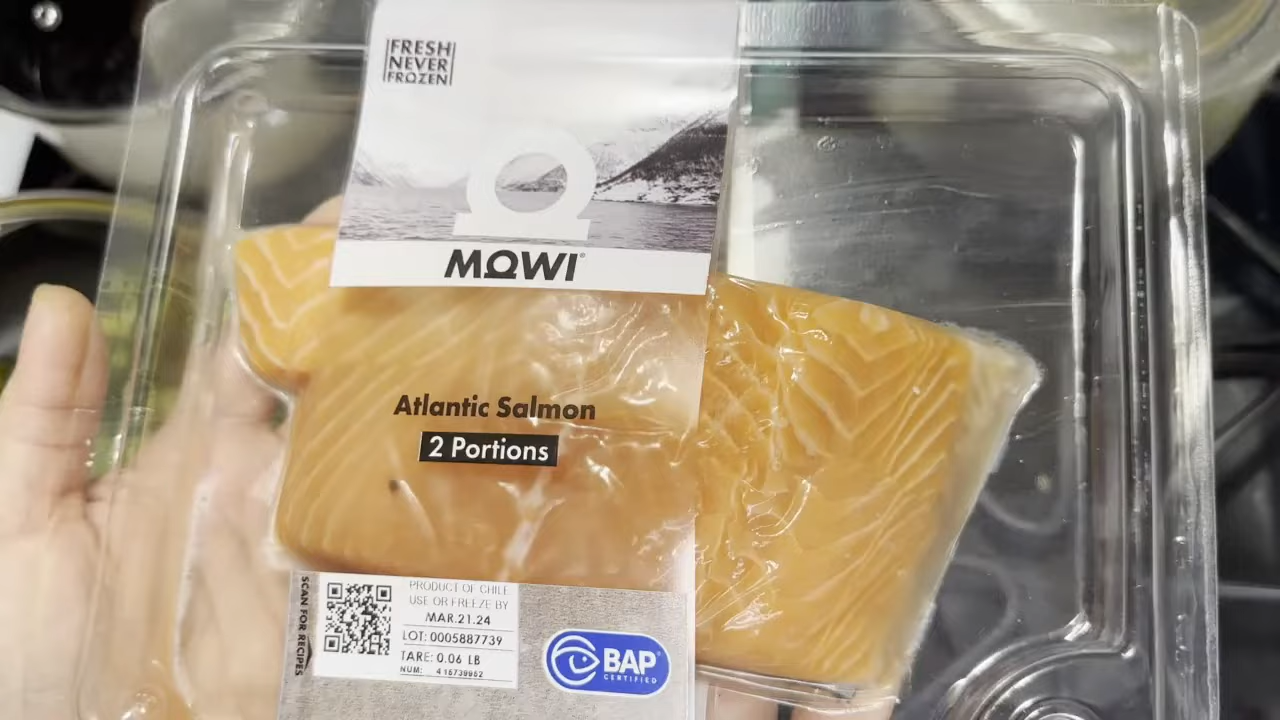 FRESH
NEVER
FROZEN
MOWI®
Atlantic Salmon
2 Portions
SCAN FOR RECIPES
PRODUCT OF CHILE
USE OR FREEZE BY
MAR.21.24
LOT: 0005887739
TARE: 0.06 LB
NUM: 415739952
BAP
CERTIFIED